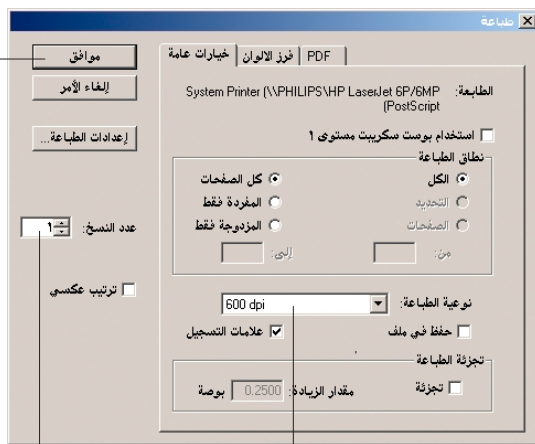 طباعة
خيارات عامة
فرز الالوان
PDF
الطابعة: System Printer (\\PHILIPS\HP LaserJet 6P/6MP
(PostScript
استخدام بوست سكريبت مستوى ١
نطاق الطباعة
الكل
كل الصفحات
التحديد
المفردة فقط
الصفحات
المزدوجة فقط
من:
إلى:
نوعية الطباعة: 600 dpi
حفظ في ملف
علامات التسجيل
تجزئة الطباعة
تجزئة
مقدار الزيادة: 0.2500 بوصة
موافق
إلغاء الأمر
إعدادات الطباعة...
عدد النسخ: ١
ترتيب عكسي